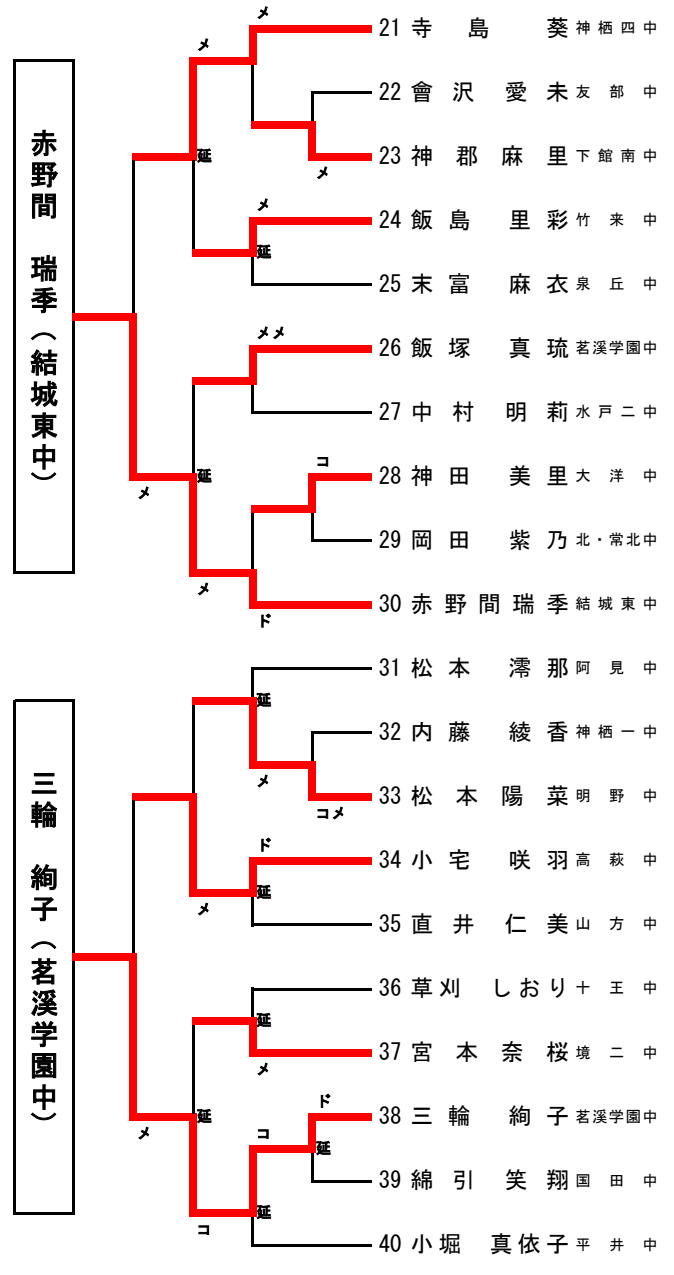 赤野間 瑞季(結城東中)
メ
メ
延
メ
メ
延
メメ
コ
延
メ
メ
ド
21 寺島 葵 神栖四中
22 會沢 愛未 友部中
23 神郡麻里 下館南中
24 飯島 里彩 竹来中
25 末富 麻衣 泉丘中
26 飯塚 真琉 茗溪学園中
27 中村 明莉 水戸二中
28 神田 美里 大洋中
29 岡田 紫乃 北・常北中
30 赤野間瑞季 結城東中
三輪 絢子(茗溪学園中)
延
メ
コメ
ド
延
メ
延
メ
延
メ
ド
コ
延
延
コ
31 松本 澪那 阿見中
32 内藤 綾香 神栖一中
33 松本陽菜 明野中
34 小宅 咲羽 高萩中
35 直井仁美 山方中
36 草刈 しおり 十王中
37 宮本奈桜 境二中
38 三輪 絢子 茗溪学園中
39 綿引笑翔 国田中
40 小堀 真依子 平井中